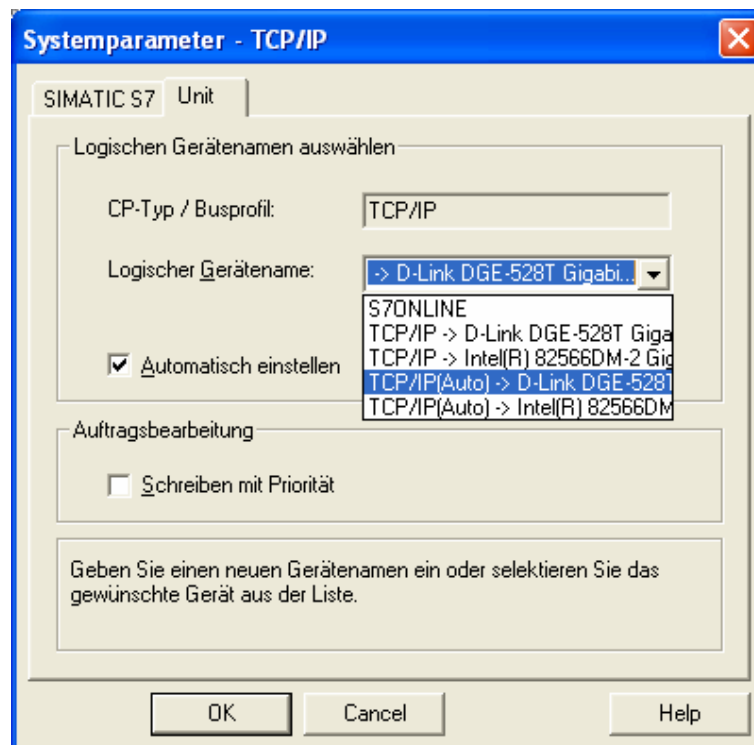 Systemparameter - TCP/IP
SIMATIC S7 Unit
Logischen Gerätenamen auswählen
CP-Typ / Busprofil: TCP/IP
Logischer Gerätename: -> D-Link DGE-528T Gigabi...
S7ONLINE
TCP/IP -> D-Link DGE-528T Giga
TCP/IP -> Intel(R) 82566DM-2 Gig
Automatisch einstellen
TCP/IP(Auto) -> D-Link DGE-528T
TCP/IP(Auto) -> Intel(R) 82566DM
Auftragsbearbeitung
Schreiben mit Priorität
Geben Sie einen neuen Gerätenamen ein oder selektieren Sie das
gewünschte Gerät aus der Liste.
OK Cancel Help